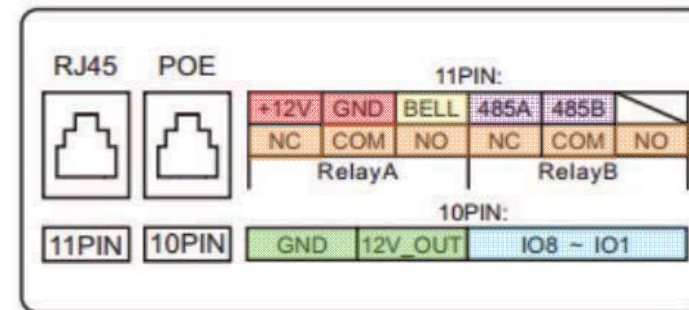 RJ45 POE 11PIN:
+12V GND BELL 485A 485B
NC COM NO NC COM NO
RelayA RelayB
10PIN:
11PIN 10PIN GND 12V_OUT IO8 ~ IO1